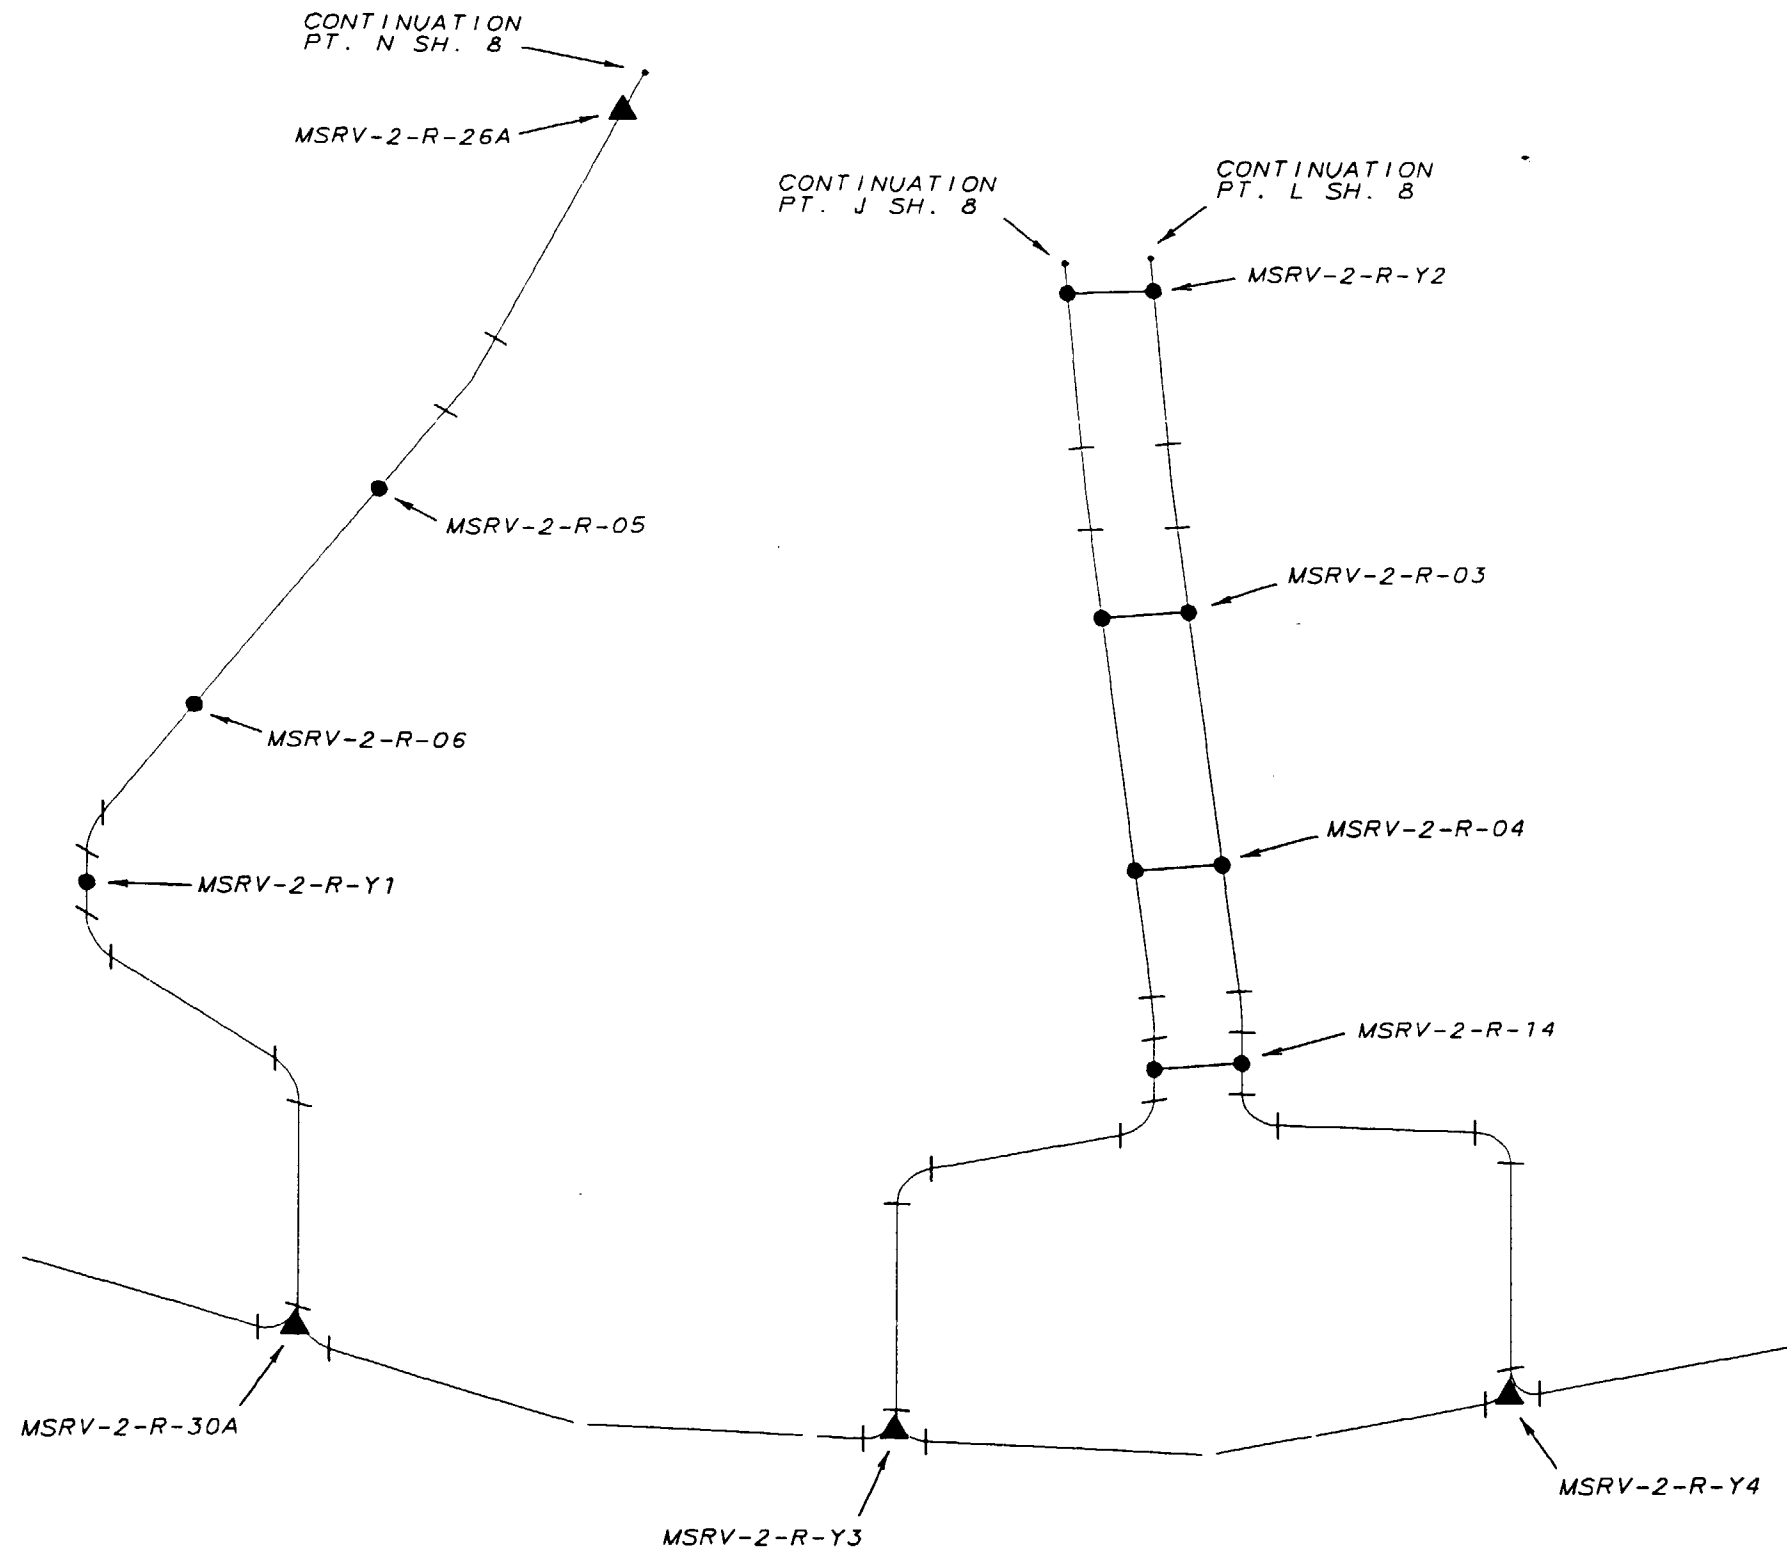 CONTINUATION
PT. N SH. 8
MSRV-2-R-26A
CONTINUATION
PT. J SH. 8
CONTINUATION
PT. L SH. 8
MSRV-2-R-Y2
MSRV-2-R-05
MSRV-2-R-03
MSRV-2-R-06
MSRV-2-R-04
MSRV-2-R-Y1
MSRV-2-R-14
MSRV-2-R-30A
MSRV-2-R-Y4
MSRV-2-R-Y3